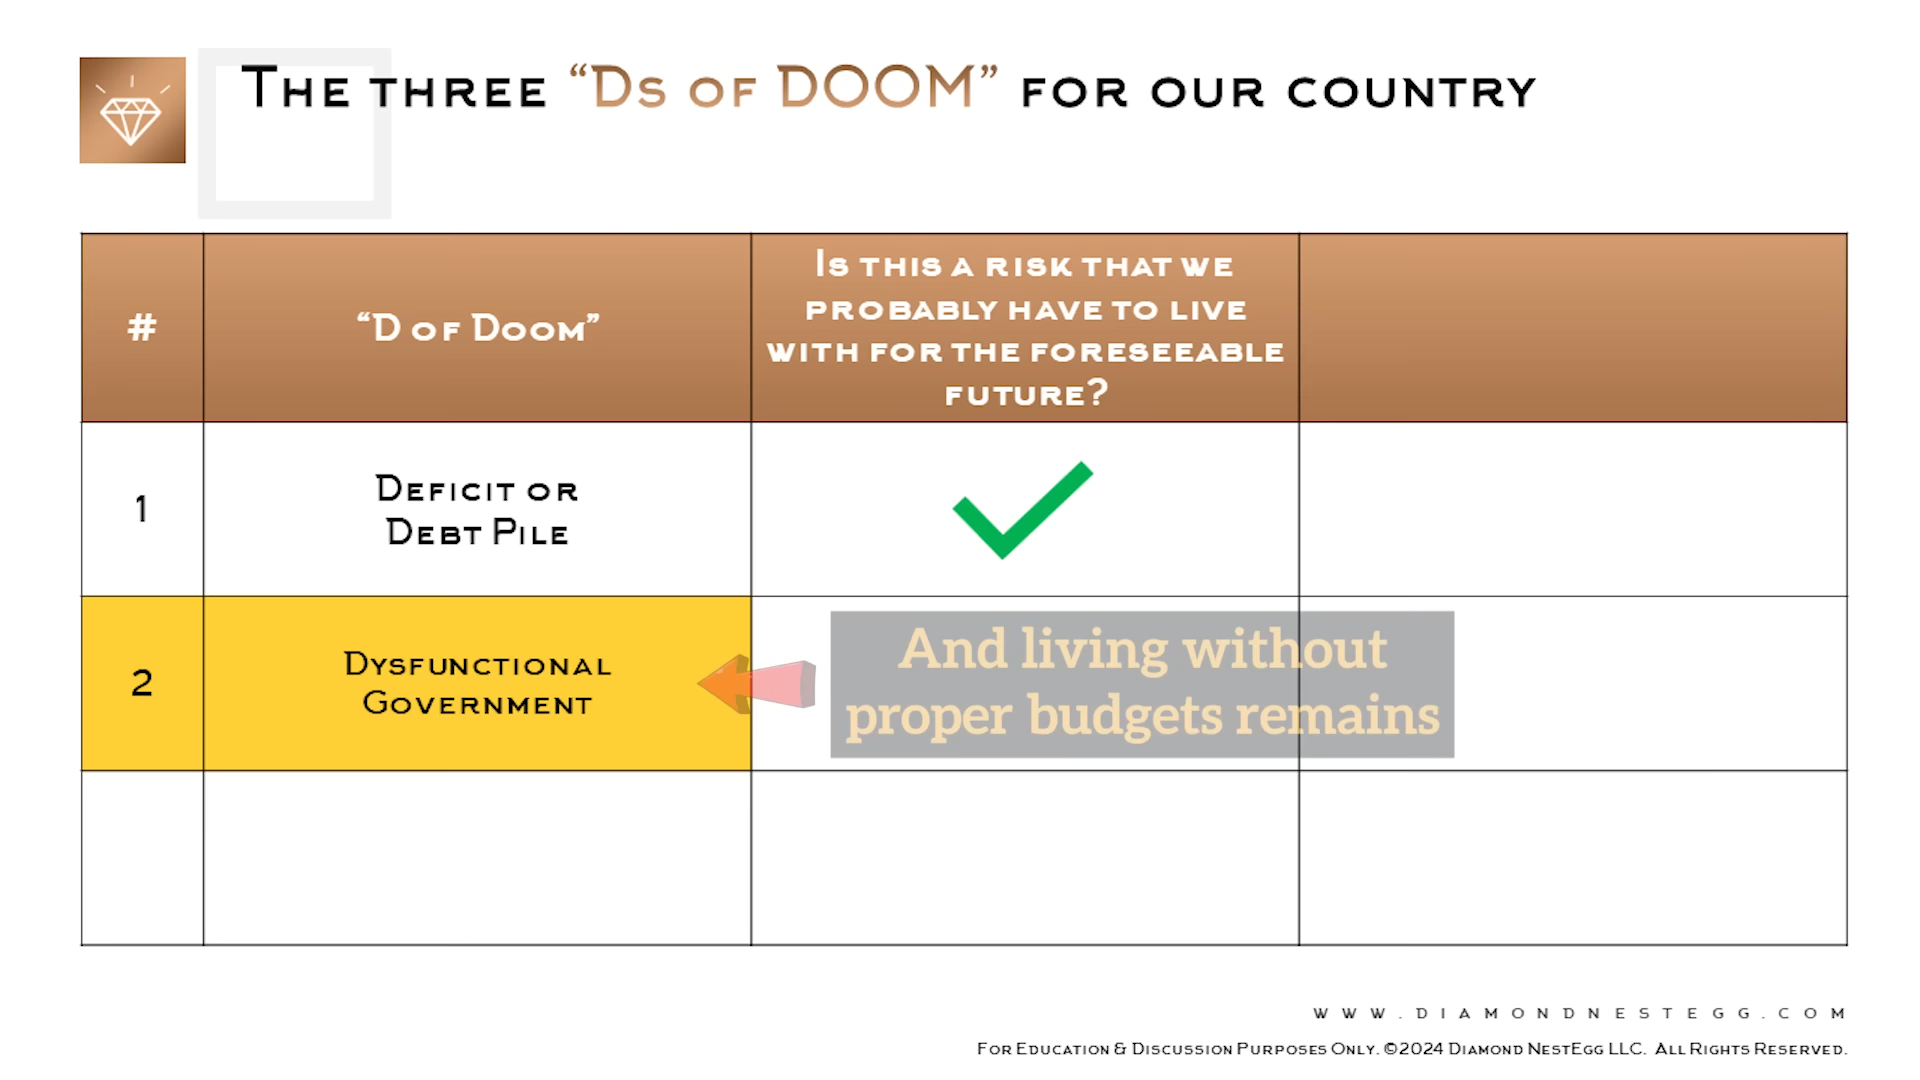 The three “Ds of DOOM” for our country
#
“D of Doom”
Is this a risk that we
probably have to live
with for the foreseeable
future?
1
Deficit or
Debt Pile
2
Dysfunctional
Government
And living without
proper budgets remains
WWW.DIAMONDNESTEGG.COM
For Education & Discussion Purposes Only. ©2024 Diamond NestEgg LLC. All Rights Reserved.